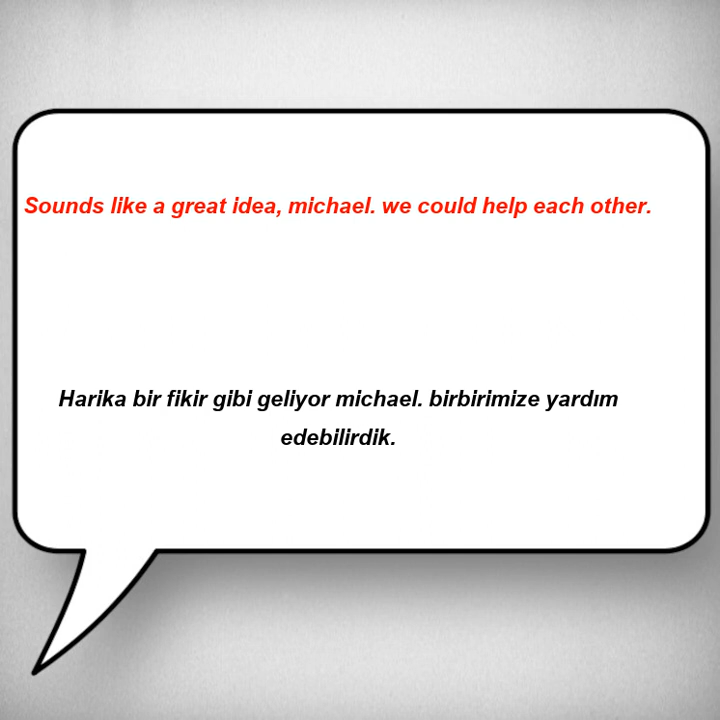 Sounds like a great idea, michael. we could help each other.
Harika bir fikir gibi geliyor michael. birbirimize yardım
edebilirdik.